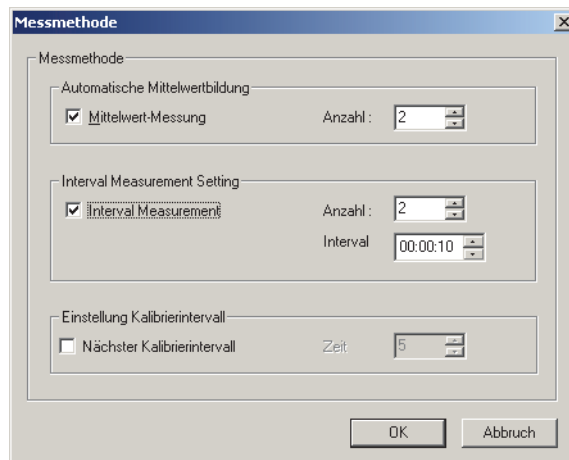 Messmethode
Messmethode
Automatische Mittelwertbildung
Mittelwert-Messung Anzahl : 2
Interval Measurement Setting
Interval Measurement Anzahl : 2
Interval 00:00:10
Einstellung Kalibrierintervall
Nächster Kalibrierintervall Zeit 5
OK Abbruch